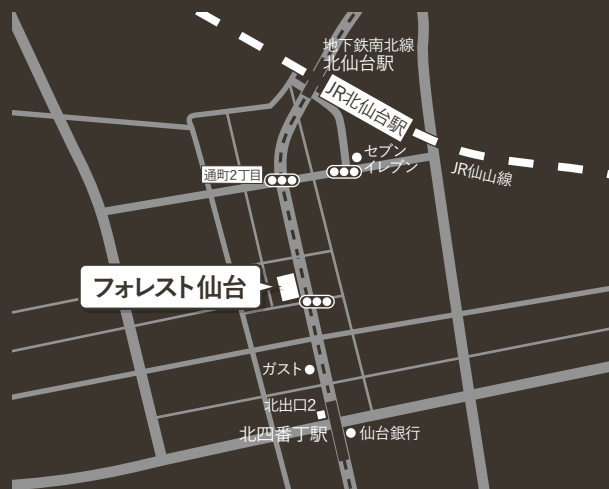 地下鉄南北線
北仙台駅
JR北仙台駅
セブン
イレブン
通町2丁目
JR仙山線
フォレスト仙台
ガスト
北出口2
北四番丁駅
仙台銀行